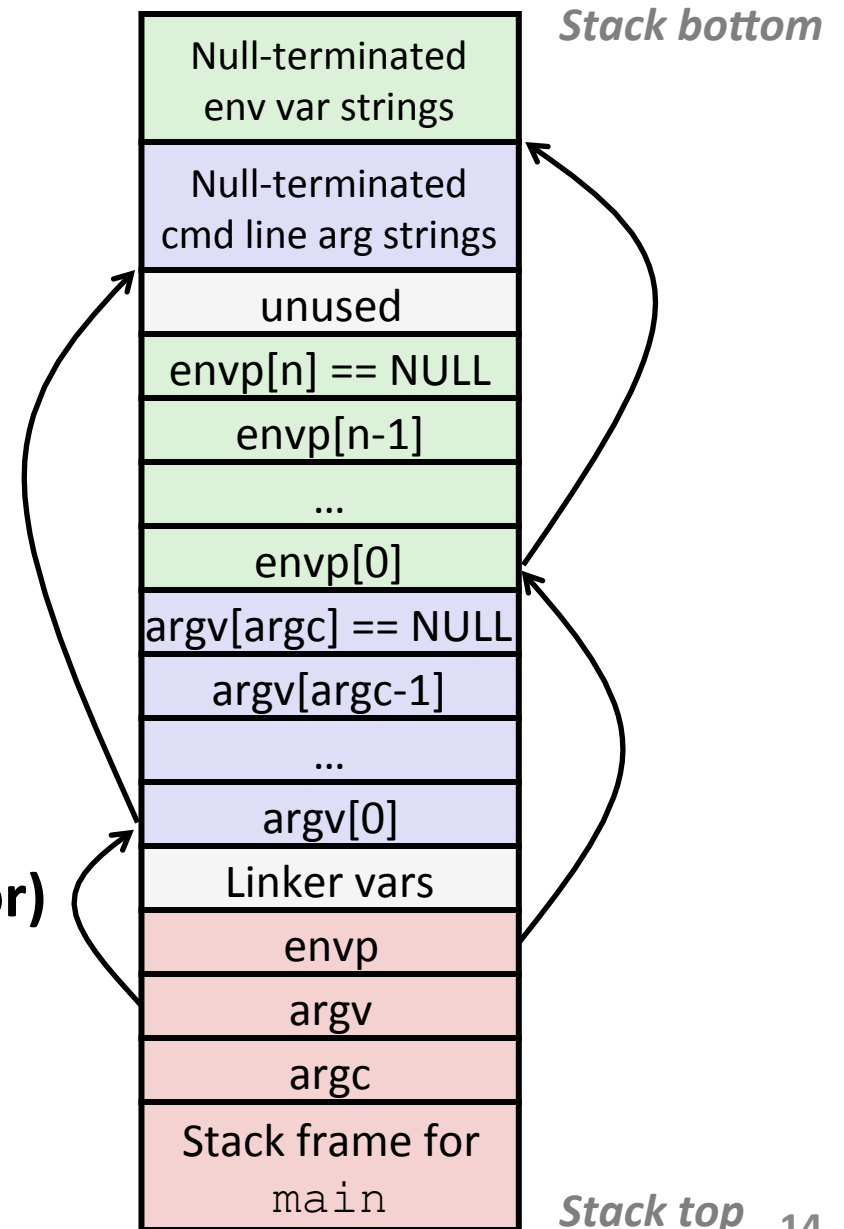 Stack bottom
Null-terminated
env var strings
Null-terminated
cmd line arg strings
unused
envp[n] == NULL
envp[n-1]
…
envp[0]
argv[argc] == NULL
argv[argc-1]
…
argv[0]
Linker vars
r)
envp
argv
argc
Stack frame for
main
Stack top 14